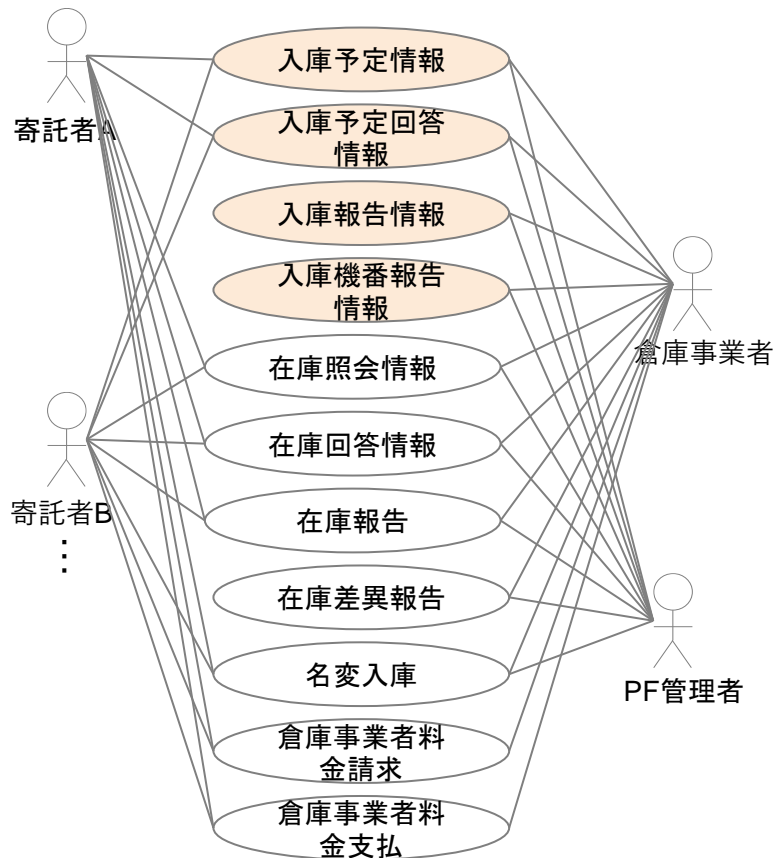 入庫予定情報
入庫予定回答
情報
入庫報告情報
入庫機番報告
情報
在庫照会情報
在庫回答情報
在庫報告
在庫差異報告
名変入庫
倉庫事業者料
金請求
倉庫事業者料
金支払
寄託者A
寄託者B
⋮
倉庫事業者
PF管理者